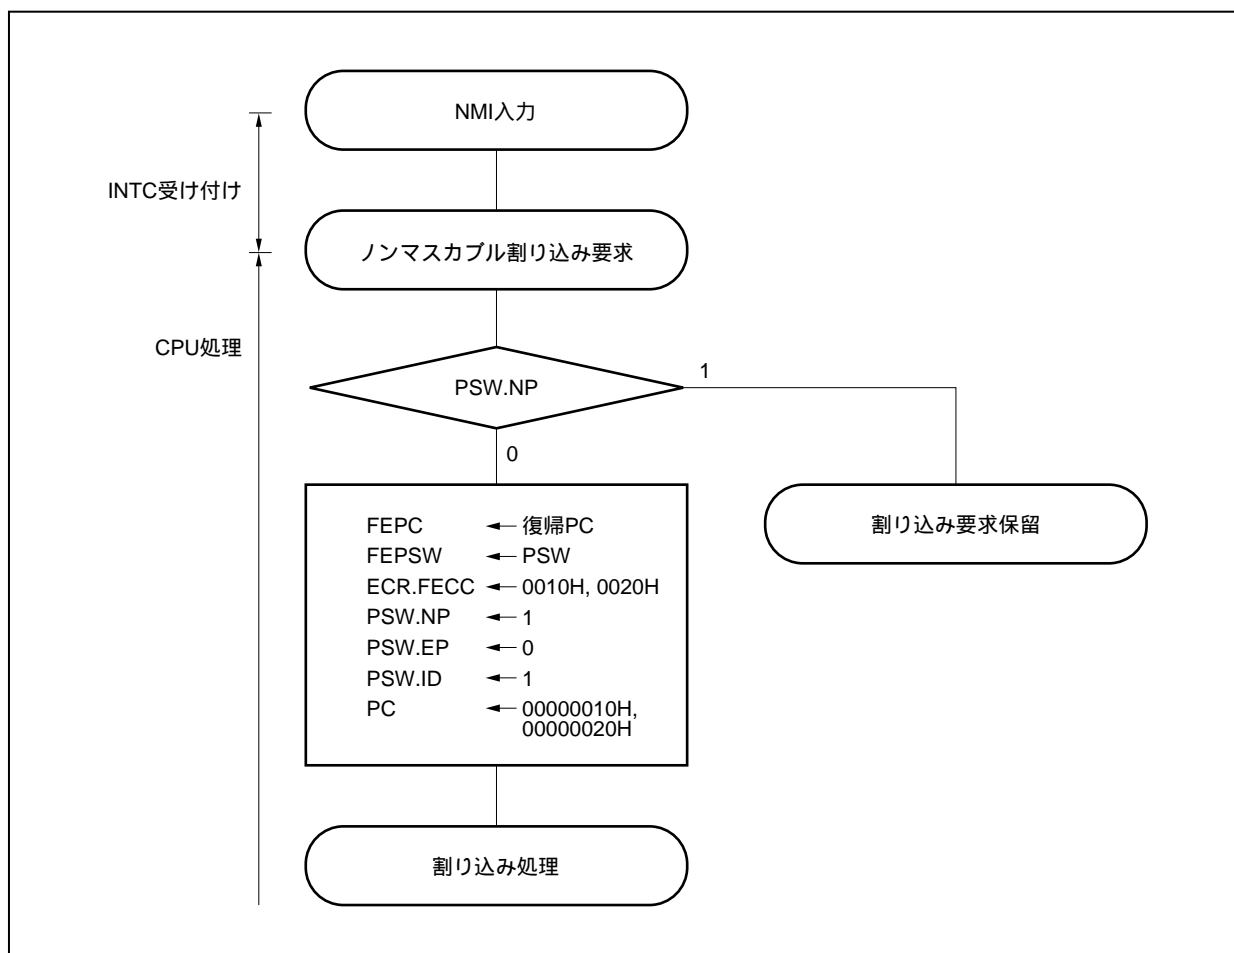 NMI入力
INTC受け付け
ノンマスカブル割り込み要求
CPU処理
PSW.NP
1
0
FEPC ← 復帰PC
FEPSW ← PSW
ECR.FECC ← 0010H, 0020H
PSW.NP ← 1
PSW.EP ← 0
PSW.ID ← 1
PC ← 00000010H,
00000020H
割り込み要求保留
割り込み処理